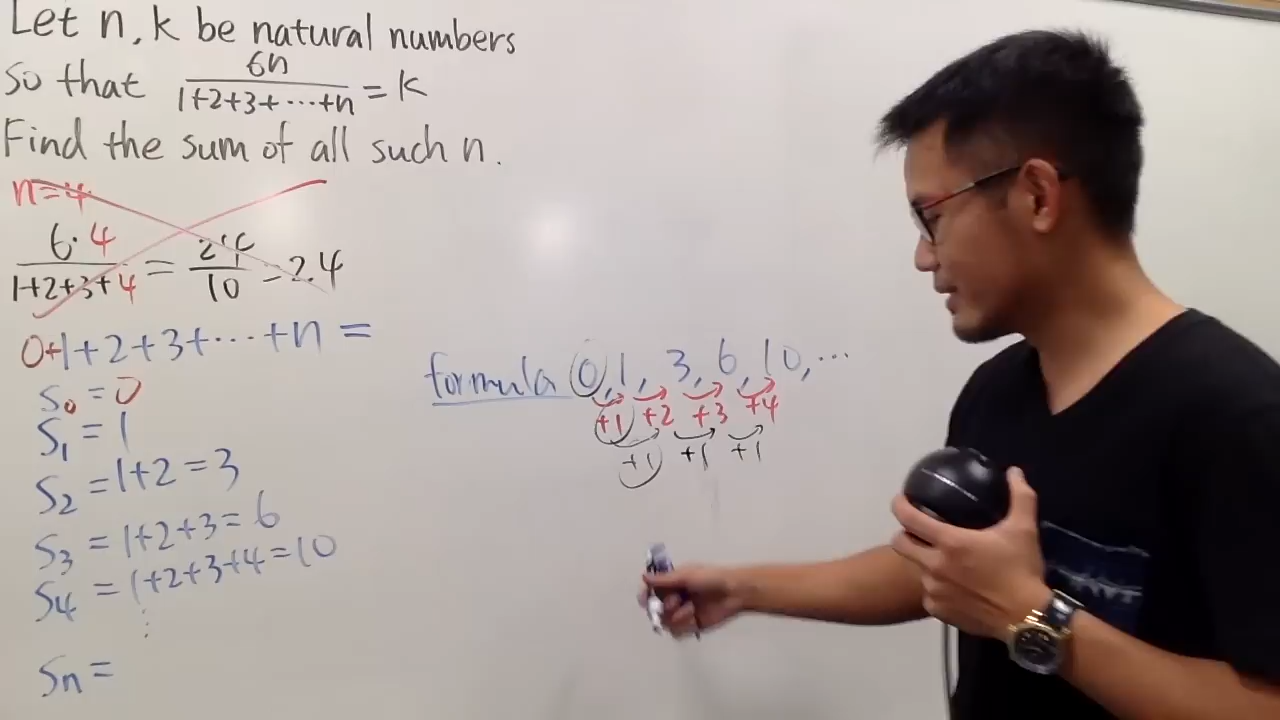 Let n, k be natural numbers
so that 6n / 1+2+3+⋯+n = k
Find the sum of all such n.
n=4
6·4 / 1+2+3+4 = 24 / 10 = 2.4
0+1+2+3+⋯+n =
S₀ = 0
S₁ = 1
S₂ = 1+2 = 3
S₃ = 1+2+3 = 6
S₄ = 1+2+3+4 = 10
⋮
Sn =
formula 0, 1, 3, 6, 10, ⋯
+1 +2 +3 +4
+1 +1 +1